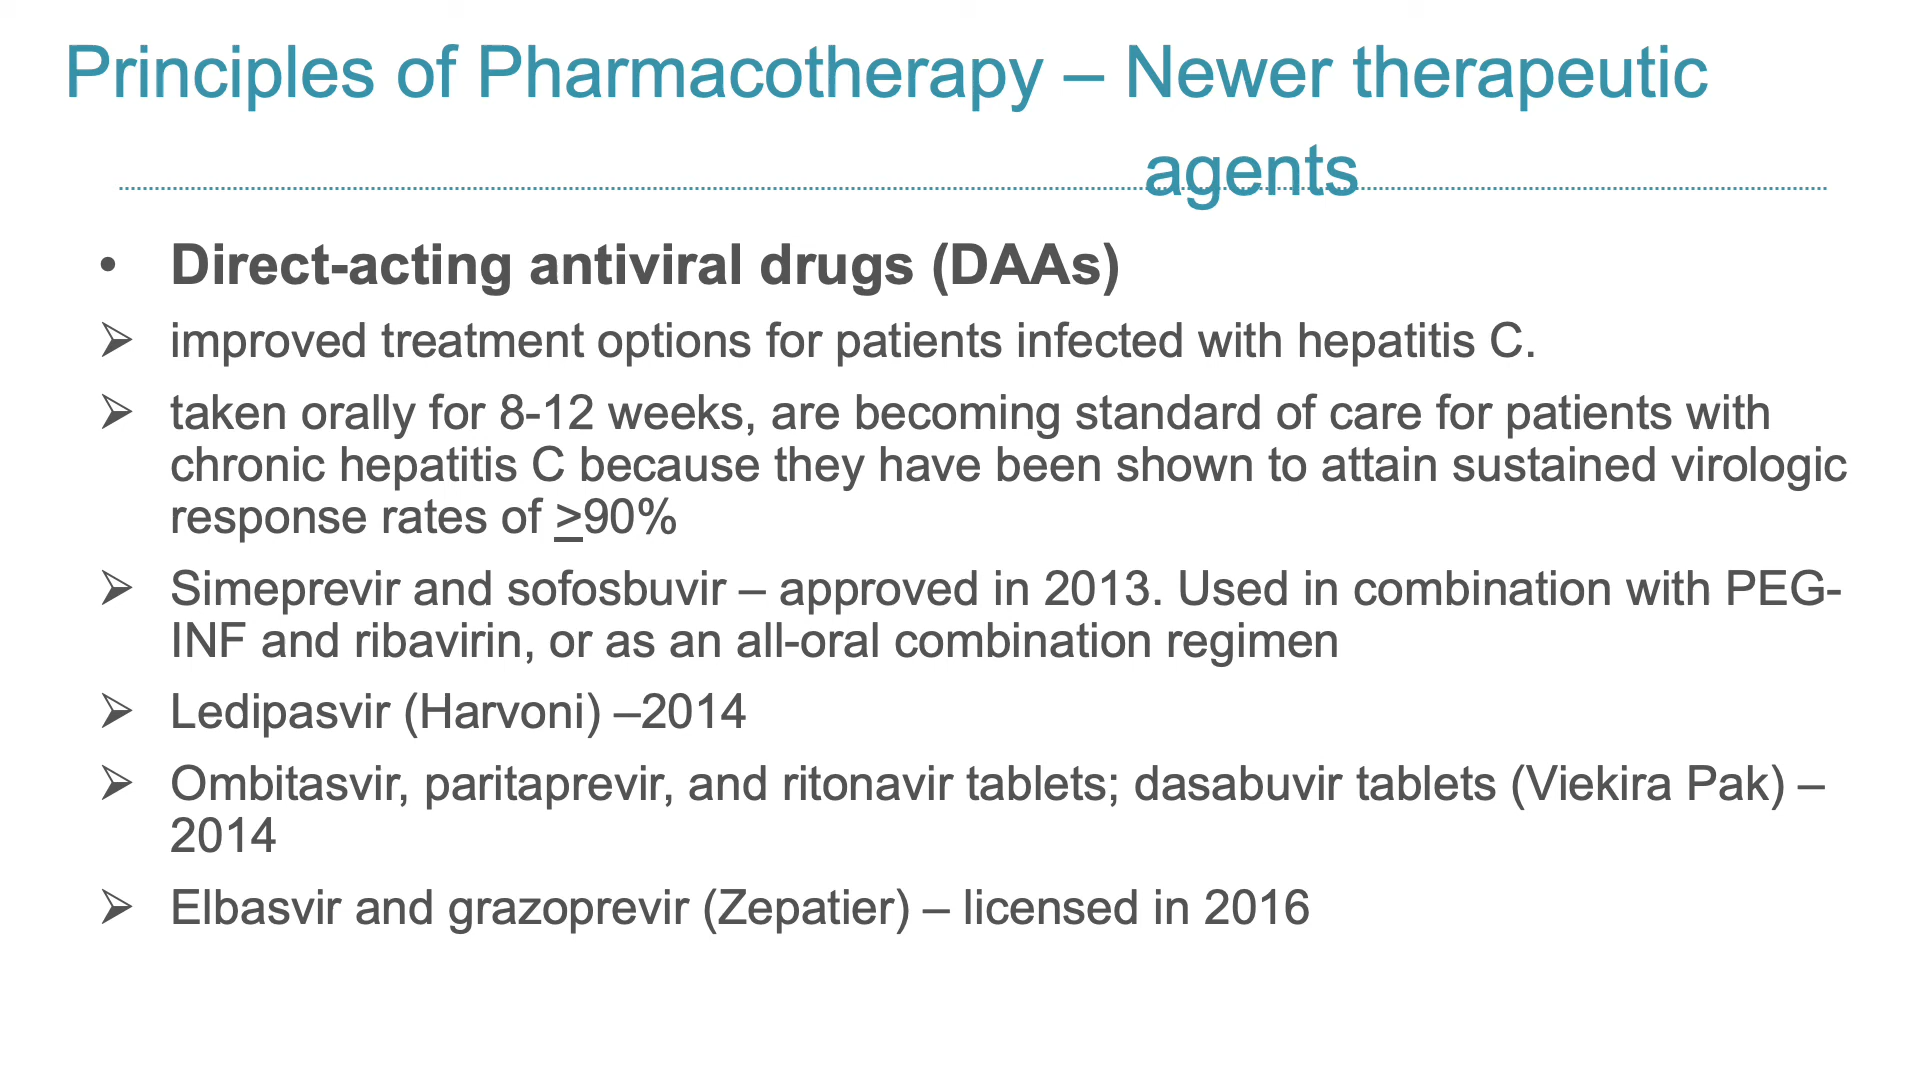 Principles of Pharmacotherapy – Newer therapeutic
agents
• Direct-acting antiviral drugs (DAAs)
➢ improved treatment options for patients infected with hepatitis C.
➢ taken orally for 8-12 weeks, are becoming standard of care for patients with
chronic hepatitis C because they have been shown to attain sustained virologic
response rates of >90%
➢ Simeprevir and sofosbuvir – approved in 2013. Used in combination with PEG-
INF and ribavirin, or as an all-oral combination regimen
➢ Ledipasvir (Harvoni) –2014
➢ Ombitasvir, paritaprevir, and ritonavir tablets; dasabuvir tablets (Viekira Pak) –
2014
➢ Elbasvir and grazoprevir (Zepatier) – licensed in 2016